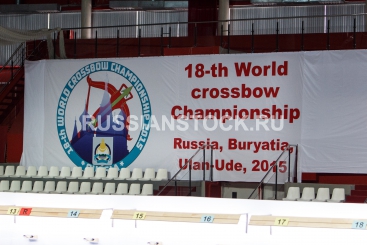 18-th World
crossbow
Championship
Russia, Buryatia,
Ulan-Ude, 2015
18-th WORLD CROSSBOW CHAMPIONSHIP 2015
RUSSIANSTOCK.RU
13 14 15 16 17 18